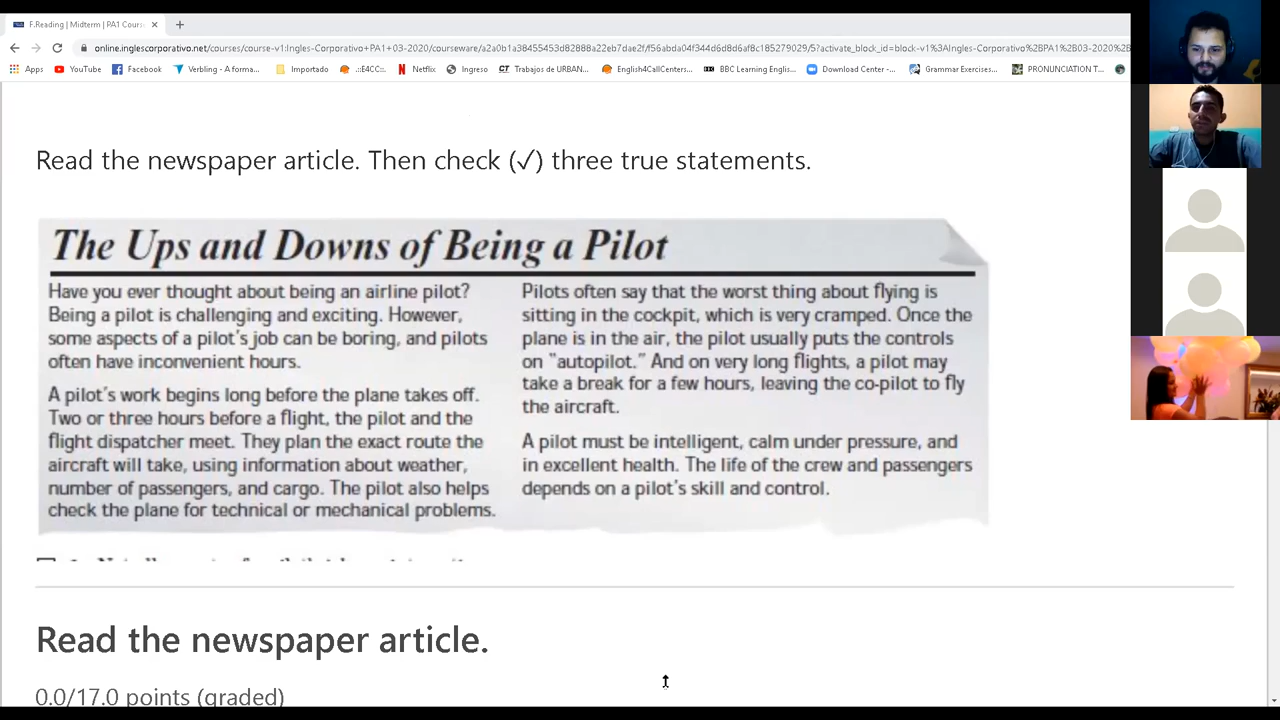 F.Reading | Midterm | PA1 Cours
online.inglescorporativo.net/courses/course-v1:Ingles-Corporativo+PA1+03-2020/courseware/a2a0b1a38455453d82888a22eb7dae2f/f56abda04f344d6d8d6af8c185279029/5?activate_block_id=block-v1%3AIngles-Corporativo%2BPA1%2B03-2020%2B
Apps YouTube Facebook Verbling - A forma... Importado .::E4CC::. Netflix Ingreso Trabajos de URBAN... English4CallCenters... BBC Learning Englis... Download Center -... Grammar Exercises... PRONUNCIATION T...
Read the newspaper article. Then check (✓) three true statements.
The Ups and Downs of Being a Pilot
Have you ever thought about being an airline pilot?
Being a pilot is challenging and exciting. However,
some aspects of a pilot's job can be boring, and pilots
often have inconvenient hours.
A pilot's work begins long before the plane takes off.
Two or three hours before a flight, the pilot and the
flight dispatcher meet. They plan the exact route the
aircraft will take, using information about weather,
number of passengers, and cargo. The pilot also helps
check the plane for technical or mechanical problems.
Pilots often say that the worst thing about flying is
sitting in the cockpit, which is very cramped. Once the
plane is in the air, the pilot usually puts the controls
on "autopilot." And on very long flights, a pilot may
take a break for a few hours, leaving the co-pilot to fly
the aircraft.
A pilot must be intelligent, calm under pressure, and
in excellent health. The life of the crew and passengers
depends on a pilot's skill and control.
Read the newspaper article.
0.0/17.0 points (graded)